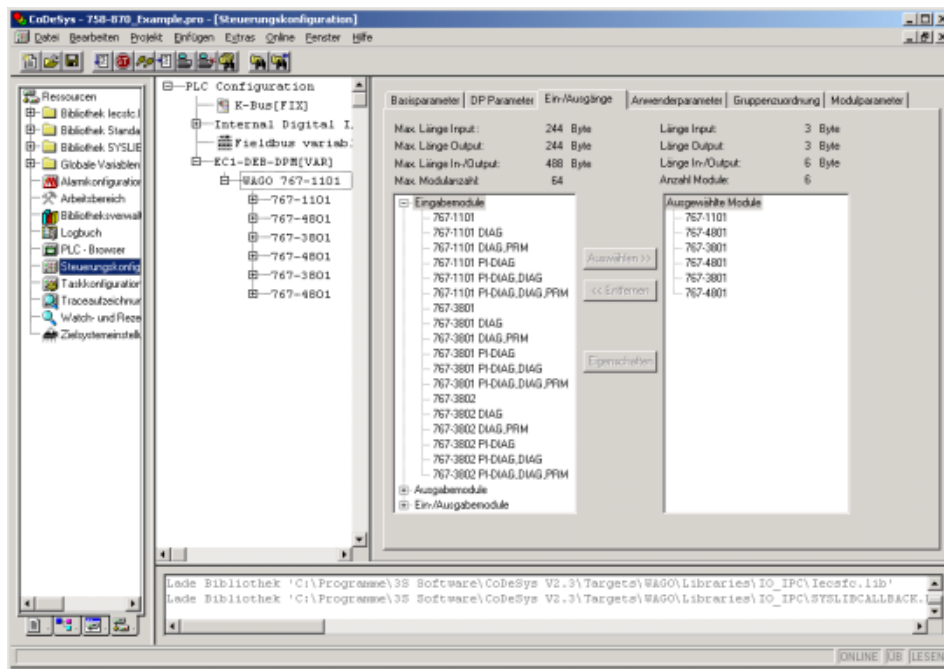 CoDeSys - 758-870_Example.pro - [Steuerungskonfiguration]
Datei Bearbeiten Projekt Einfügen Extras Online Fenster Hilfe
Ressourcen
Bibliothek Iecsfc.l
Bibliothek Standa
Bibliothek SYSLIE
Globale Variablen
Alarmkonfiguration
Arbeitsbereich
Bibliotheksverwalt
Logbuch
PLC - Browser
Steuerungskonfig
Taskkonfiguration
Traceaufzeichnur
Watch- und Reze
Zielsystemeinstell
PLC Configuration
K-Bus[FIX]
Internal Digital I.
Fieldbus variab.
EC1-DEB-DPM[VAR]
WAGO 767-1101
767-1101
767-4801
767-3801
767-4801
767-3801
767-4801
Basisparameter DP Parameter Ein-/Ausgänge Anwenderparameter Gruppenzuordnung Modulparameter
Max. Länge Input: 244 Byte Länge Input: 3 Byte
Max. Länge Output: 244 Byte Länge Output: 3 Byte
Max. Länge In-/Output: 488 Byte Länge In-/Output: 6 Byte
Max. Modulanzahl: 64 Anzahl Module: 6
Eingabemodule
767-1101
767-1101 DIAG
767-1101 DIAG,PRM
767-1101 PI-DIAG
767-1101 PI-DIAG,DIAG
767-1101 PI-DIAG,DIAG,PRM
767-3801
767-3801 DIAG
767-3801 DIAG,PRM
767-3801 PI-DIAG
767-3801 PI-DIAG,DIAG
767-3801 PI-DIAG,DIAG,PRM
767-3802
767-3802 DIAG
767-3802 DIAG,PRM
767-3802 PI-DIAG
767-3802 PI-DIAG,DIAG
767-3802 PI-DIAG,DIAG,PRM
Ausgabemodule
Ein-/Ausgabemodule
Auswählen >>
<< Entfernen
Eigenschaften
Ausgewählte Module
767-1101
767-4801
767-3801
767-4801
767-3801
767-4801
Lade Bibliothek 'C:\Programme\3S Software\CoDeSys V2.3\Targets\WAGO\Libraries\IO_IPC\Iecsfc.lib'
Lade Bibliothek 'C:\Programme\3S Software\CoDeSys V2.3\Targets\WAGO\Libraries\IO_IPC\SYSLIBCALLBACK.
ONLINE ÜB LESEN